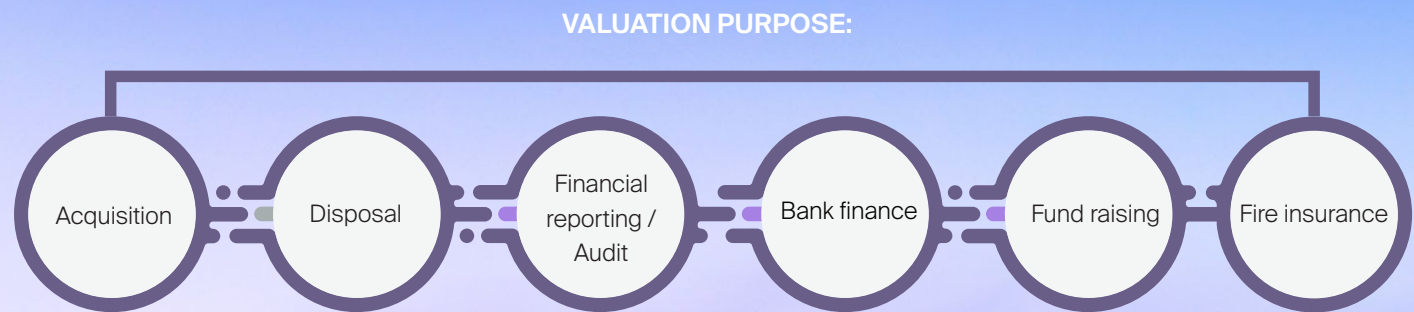 VALUATION PURPOSE:
Acquisition
Disposal
Financial
reporting /
Audit
Bank finance
Fund raising
Fire insurance